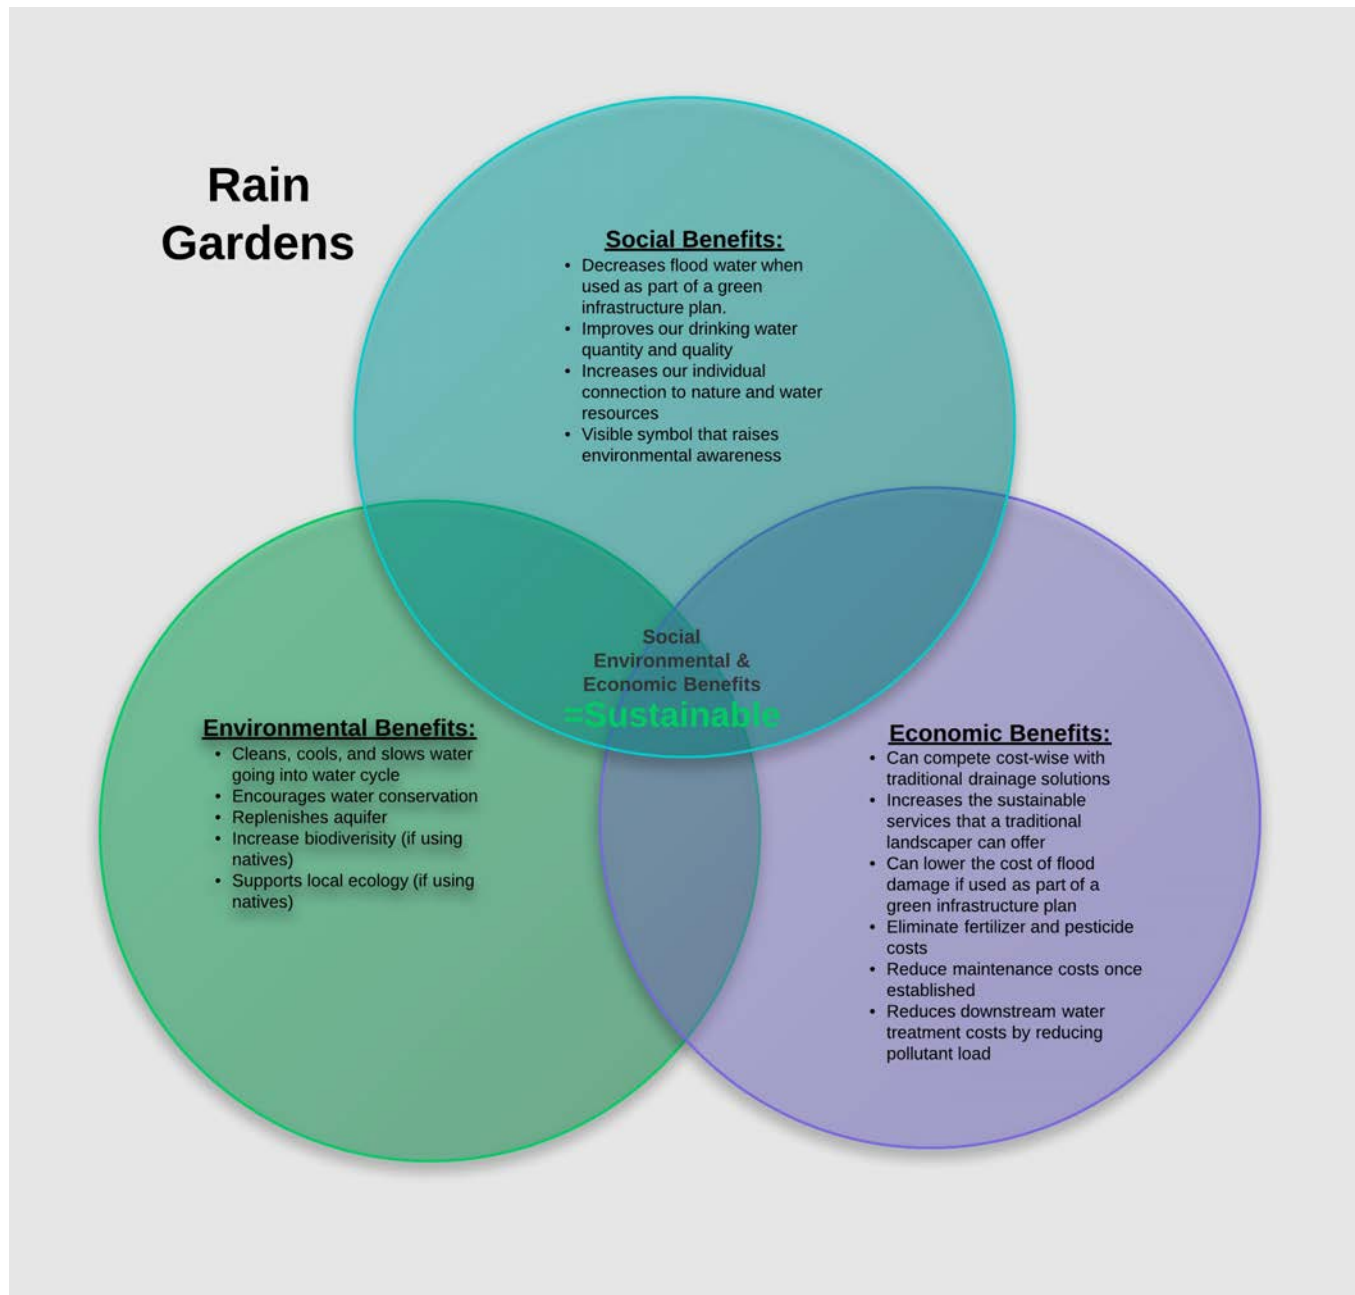 Rain
Gardens
Social Benefits:
• Decreases flood water when
used as part of a green
infrastructure plan.
• Improves our drinking water
quantity and quality
• Increases our individual
connection to nature and water
resources
• Visible symbol that raises
environmental awareness
Social
Environmental &
Economic Benefits
=Sustainable
Environmental Benefits:
• Cleans, cools, and slows water
going into water cycle
• Encourages water conservation
• Replenishes aquifer
• Increase biodiverisity (if using
natives)
• Supports local ecology (if using
natives)
Economic Benefits:
• Can compete cost-wise with
traditional drainage solutions
• Increases the sustainable
services that a traditional
landscaper can offer
• Can lower the cost of flood
damage if used as part of a
green infrastructure plan
• Eliminate fertilizer and pesticide
costs
• Reduce maintenance costs once
established
• Reduces downstream water
treatment costs by reducing
pollutant load